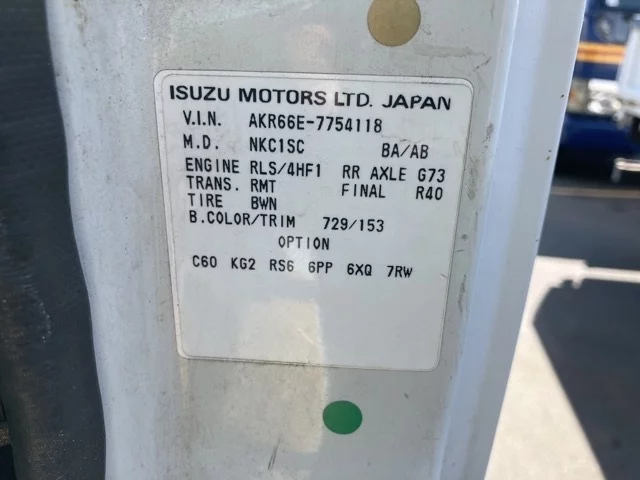 ISUZU MOTORS LTD. JAPAN
V.I.N. AKR66E-7754118
M.D. NKC1SC BA/AB
ENGINE RLS/4HF1 RR AXLE G73
TRANS. RMT FINAL R40
TIRE BWN
B.COLOR/TRIM 729/153
OPTION
C60 KG2 RS6 6PP 6XQ 7RW